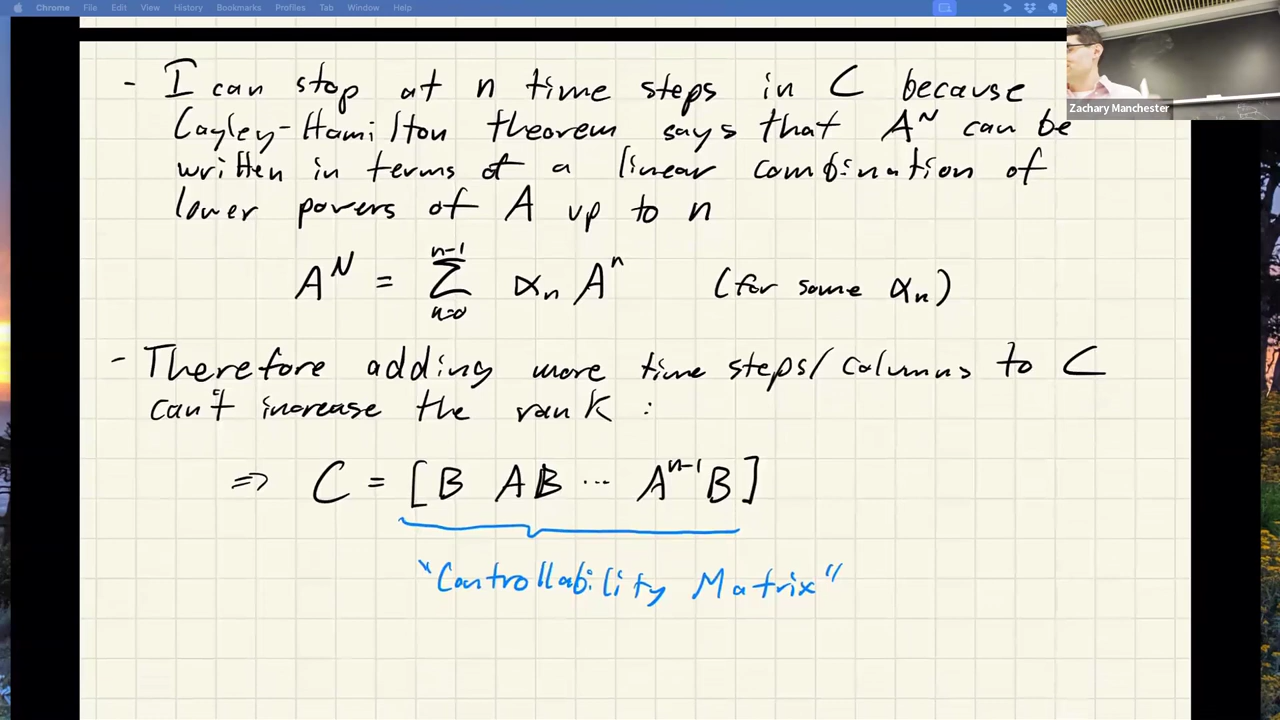 Chrome File Edit View History Bookmarks Profiles Tab Window Help
Zachary Manchester
- I can stop at n time steps in C because
Cayley-Hamilton theorem says that A^N can be
written in terms of a linear combination of
lower powers of A up to n
A^N = ∑_{n=0}^{n-1} α_n A^n (for some α_n)
- Therefore adding more time steps/columns to C
can't increase the rank :
⇒ C = [B AB ... A^{n-1}B]
"Controllability Matrix"